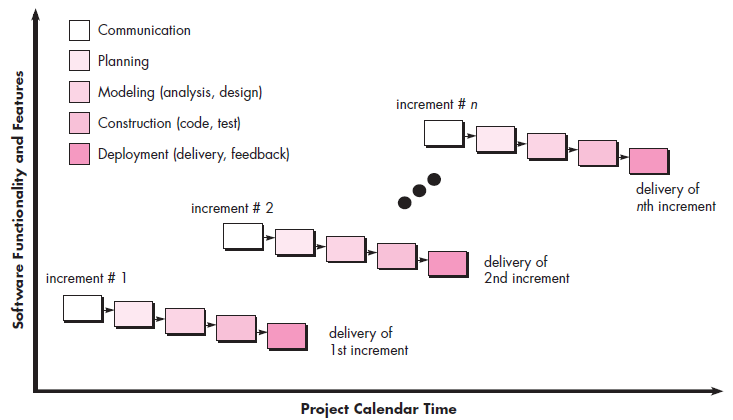 Communication
Planning
Modeling (analysis, design)
Construction (code, test)
Deployment (delivery, feedback)
increment # n
delivery of
nth increment
increment # 2
delivery of
2nd increment
increment # 1
delivery of
1st increment
Software Functionality and Features
Project Calendar Time